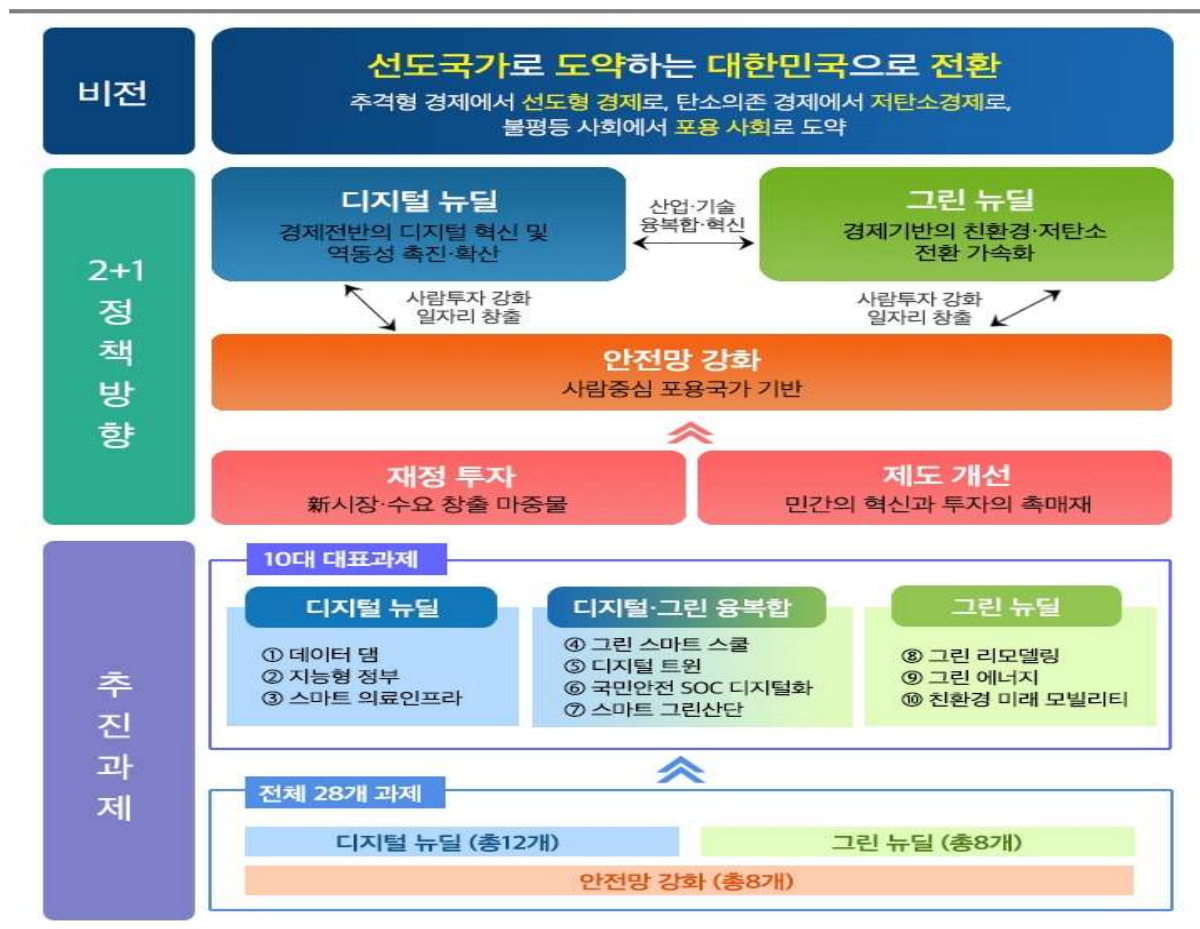 비전
선도국가로 도약하는 대한민국으로 전환
추격형 경제에서 선도형 경제로, 탄소의존 경제에서 저탄소경제로,
불평등 사회에서 포용 사회로 도약
2+1
정
책
방
향
디지털 뉴딜
경제전반의 디지털 혁신 및
역동성 촉진·확산
산업·기술
융복합·혁신
그린 뉴딜
경제기반의 친환경·저탄소
전환 가속화
사람투자 강화
일자리 창출
사람투자 강화
일자리 창출
안전망 강화
사람중심 포용국가 기반
재정 투자
新시장·수요 창출 마중물
제도 개선
민간의 혁신과 투자의 촉매재
추
진
과
제
10대 대표과제
디지털 뉴딜
① 데이터 댐
② 지능형 정부
③ 스마트 의료인프라
디지털·그린 융복합
④ 그린 스마트 스쿨
⑤ 디지털 트윈
⑥ 국민안전 SOC 디지털화
⑦ 스마트 그린산단
그린 뉴딜
⑧ 그린 리모델링
⑨ 그린 에너지
⑩ 친환경 미래 모빌리티
전체 28개 과제
디지털 뉴딜 (총12개)
그린 뉴딜 (총8개)
안전망 강화 (총8개)